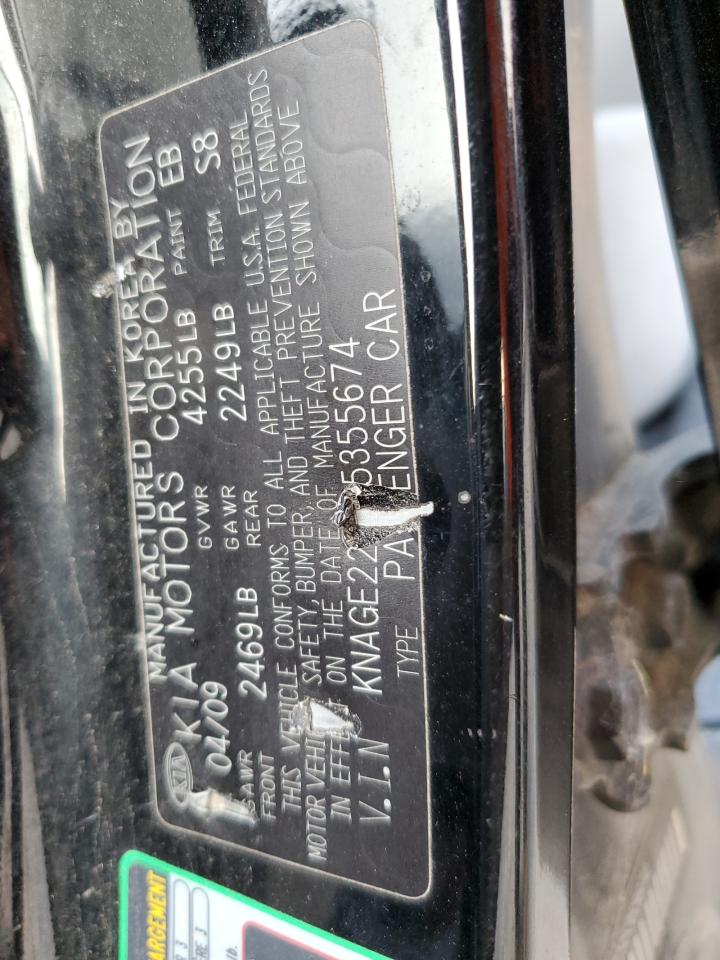 MANUFACTURED IN KOREA BY
KIA KIA MOTORS CORPORATION
04/09 GVWR 4255LB PAINT EB
GAWR FRONT 2469LB GAWR REAR 2249LB TRIM S8
THIS VEHICLE CONFORMS TO ALL APPLICABLE U.S.A. FEDERAL
MOTOR SAFETY, BUMPER, AND THEFT PREVENTION STANDARDS
IN ON THE DATE OF MANUFACTURE SHOWN ABOVE
V.I.N KNAGE22 5355674
TYPE PA ENGER CAR
ARGEMENT